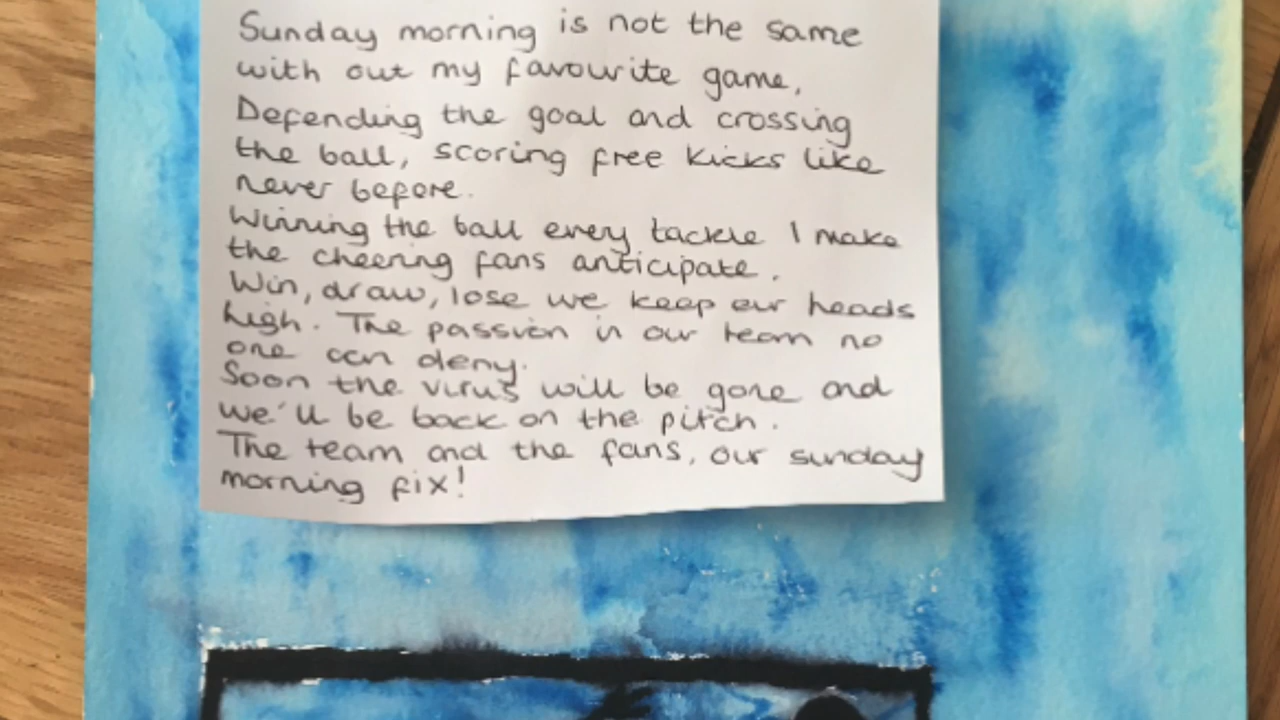 Sunday morning is not the same
with out my favourite game,
Defending the goal and crossing
the ball, scoring free kicks like
never before.
Winning the ball every tackle I make
the cheering fans anticipate.
Win, draw, lose we keep our heads
high. The passion in our team no
one can deny.
Soon the virus will be gone and
we'll be back on the pitch.
The team and the fans, our sunday
morning fix!